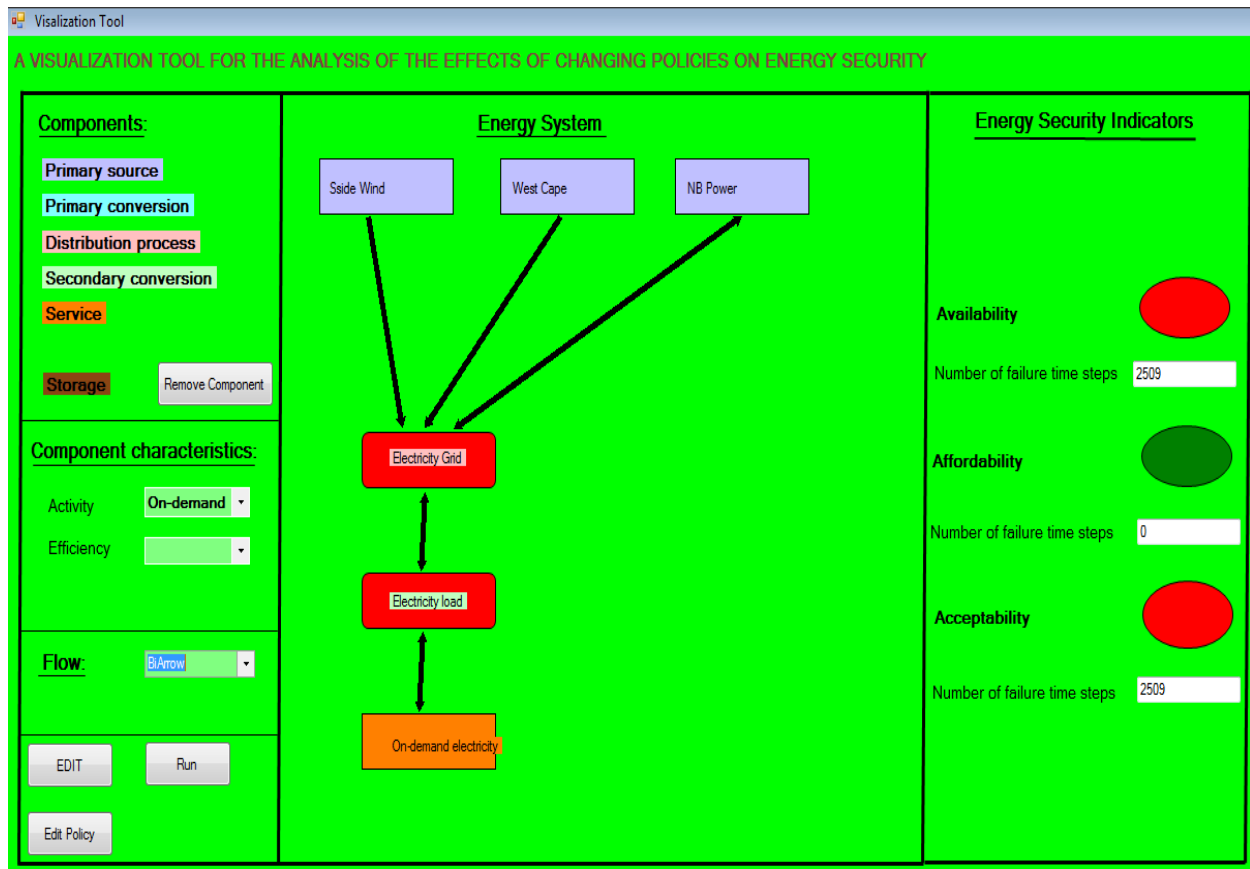 Visalization Tool
A VISUALIZATION TOOL FOR THE ANALYSIS OF THE EFFECTS OF CHANGING POLICIES ON ENERGY SECURITY
Components:
Primary source
Primary conversion
Distribution process
Secondary conversion
Service
Storage
Remove Component
Component characteristics:
Activity
On-demand
Efficiency
Flow:
BiArrow
EDIT
Run
Edit Policy
Energy System
Sside Wind
West Cape
NB Power
Electricity Grid
Electricity load
On-demand electricity
Energy Security Indicators
Availability
Number of failure time steps
2509
Affordability
Number of failure time steps
0
Acceptability
Number of failure time steps
2509